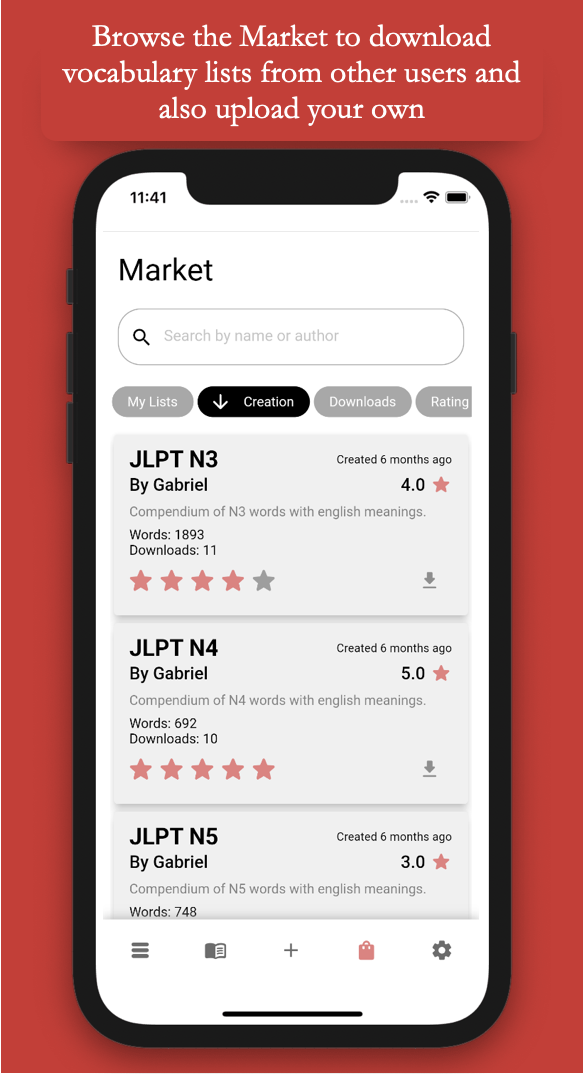 Browse the Market to download
vocabulary lists from other users and
also upload your own
11:41
Market
Search by name or author
My Lists
Creation
Downloads
Rating
JLPT N3
Created 6 months ago
By Gabriel
4.0
Compendium of N3 words with english meanings.
Words: 1893
Downloads: 11
JLPT N4
Created 6 months ago
By Gabriel
5.0
Compendium of N4 words with english meanings.
Words: 692
Downloads: 10
JLPT N5
Created 6 months ago
By Gabriel
3.0
Compendium of N5 words with english meanings.
Words: 748